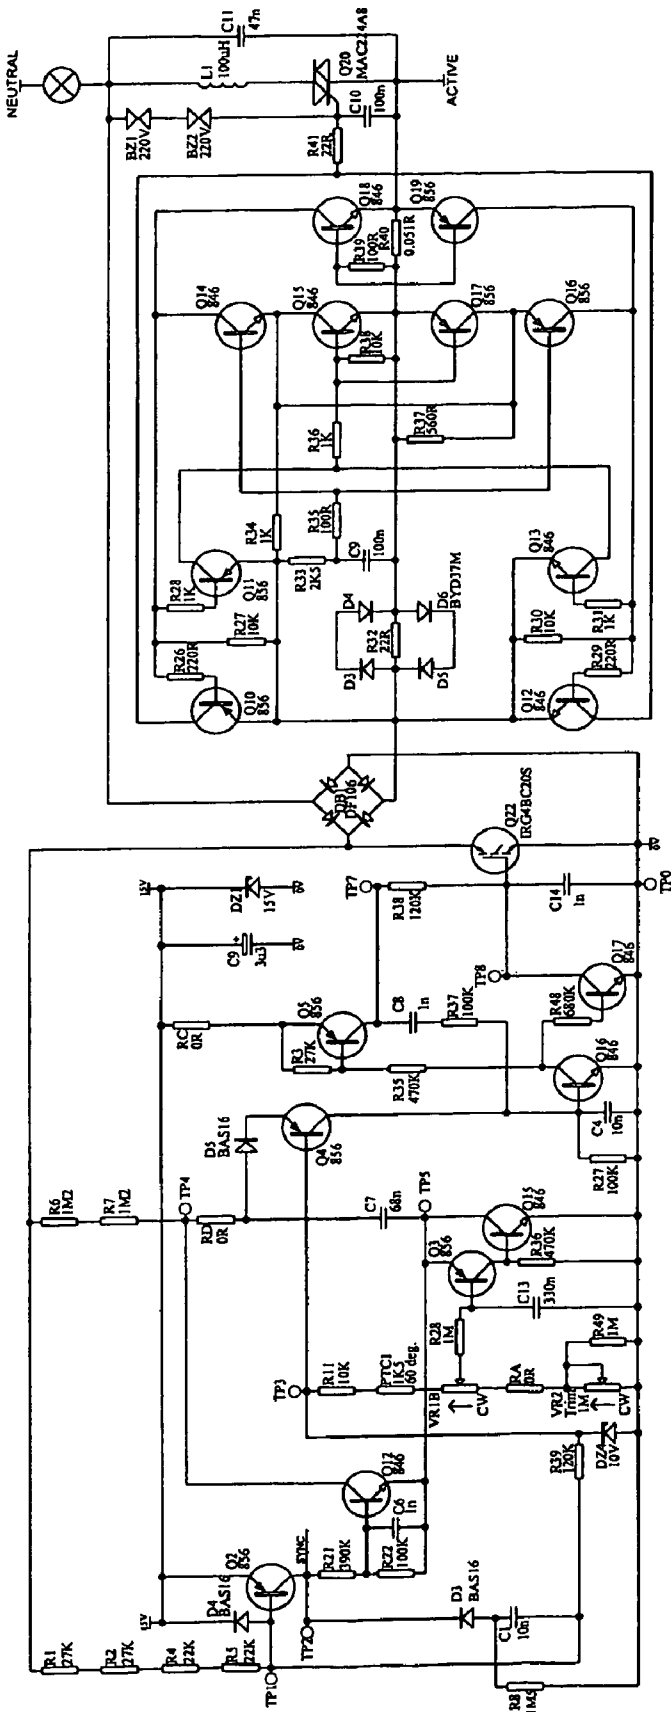 NEUTRAL
BZ1
220V
BZ2
220V
L1
100uH
C11
47n
Q20
MAC224A8
R41
22R
C10
100n
ACTIVE
Q14
846
Q15
846
Q18
846
R39
100R
R40
0.051R
Q19
856
R38
10K
Q17
856
Q16
856
R36
1K
R37
560R
R34
1K
R35
100R
R28
1K
Q11
856
R33
2K5
C9
100n
R27
10K
R26
220R
Q10
856
D4
D3
R32
22R
D6
BYD37M
D5
Q13
846
R30
10K
R31
1K
R29
220R
Q12
846
DB1
DF106
15V
DZ1
15V
0V
C9
+
3u3
0V
TP7
R38
120K
Q22
IRG4BC20S
C14
1n
0V
TP0
TP8
Q17
846
R48
680K
RC
0R
Q5
856
R3
27K
C8
1n
R37
100K
R35
470K
Q16
846
D5
BAS16
Q4
856
C4
10n
R27
100K
R6
1M2
R7
1M2
TP4
RD
0R
C7
68n
TP5
Q3
856
Q15
846
R36
470K
C13
330n
R28
1M
TP3
R11
10K
PTC1
1K5
60 deg.
VR1B
CW
RA
0R
VR2
Trim
1M
CW
R49
1M
DZ4
10V
R39
120K
Q12
846
C6
1n
R21
390K
R22
100K
SYNC
15V
Q2
856
D4
BAS16
R1
27K
R2
27K
R4
22K
R5
22K
TP1
TP2
D3
BAS16
C1
10n
R8
1M5